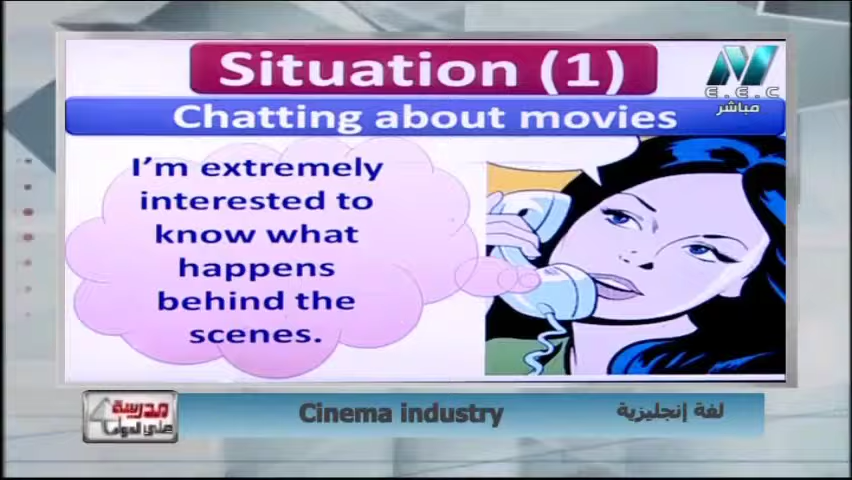 Situation (1)
E.E.C
مباشر
Chatting about movies
I'm extremely
interested to
know what
happens
behind the
scenes.
مدرسة
على الهواء
Cinema industry
لغة إنجليزية